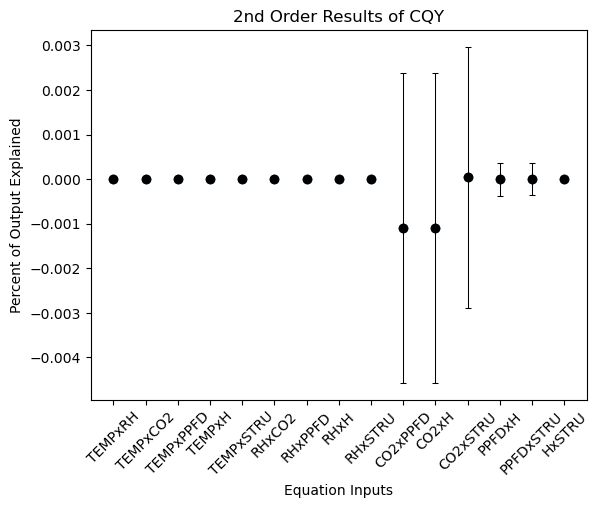 2nd Order Results of CQY
Percent of Output Explained
0.003
0.002
0.001
0.000
−0.001
−0.002
−0.003
−0.004
TEMPxRH
TEMPxCO2
TEMPxPPFD
TEMPxH
TEMPxSTRU
RHxCO2
RHxPPFD
RHxH
RHxSTRU
CO2xPPFD
CO2xH
CO2xSTRU
PPFDxH
PPFDxSTRU
HxSTRU
Equation Inputs